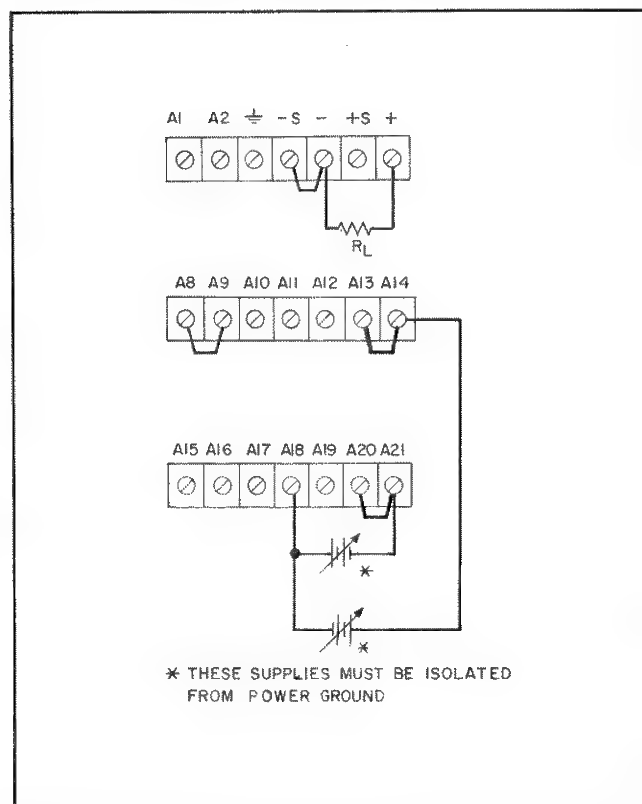 A1 A2 ⏚ -S - +S +
RL
A8 A9 A10 A11 A12 A13 A14
A15 A16 A17 A18 A19 A20 A21
*
*
* THESE SUPPLIES MUST BE ISOLATED
FROM POWER GROUND